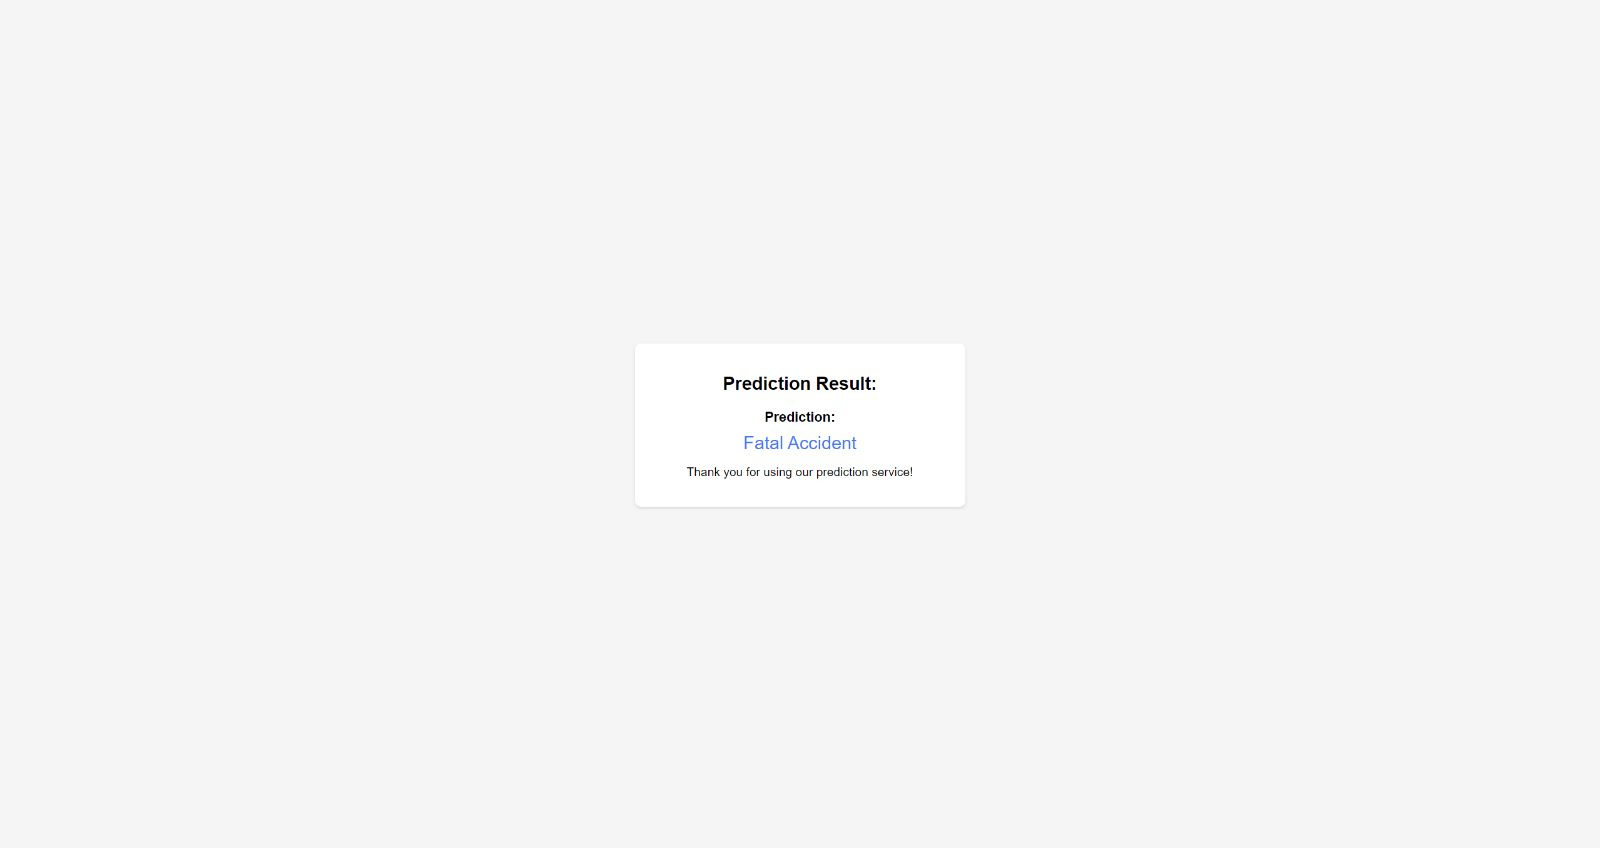 Prediction Result:
Prediction:
Fatal Accident
Thank you for using our prediction service!